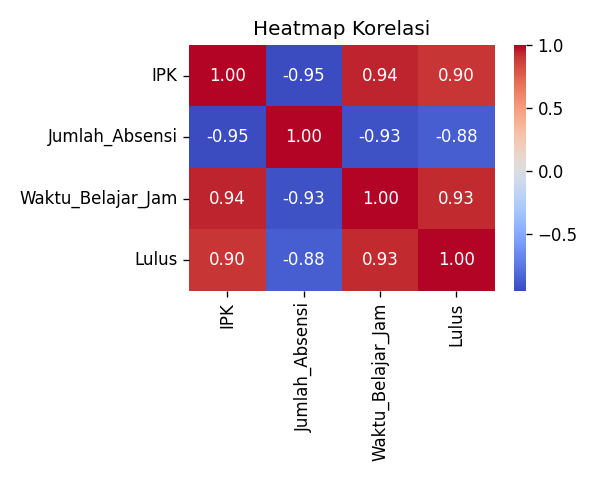 Heatmap Korelasi
IPK 1.00 -0.95 0.94 0.90
Jumlah_Absensi -0.95 1.00 -0.93 -0.88
Waktu_Belajar_Jam 0.94 -0.93 1.00 0.93
Lulus 0.90 -0.88 0.93 1.00
IPK
Jumlah_Absensi
Waktu_Belajar_Jam
Lulus
1.0
0.5
0.0
−0.5